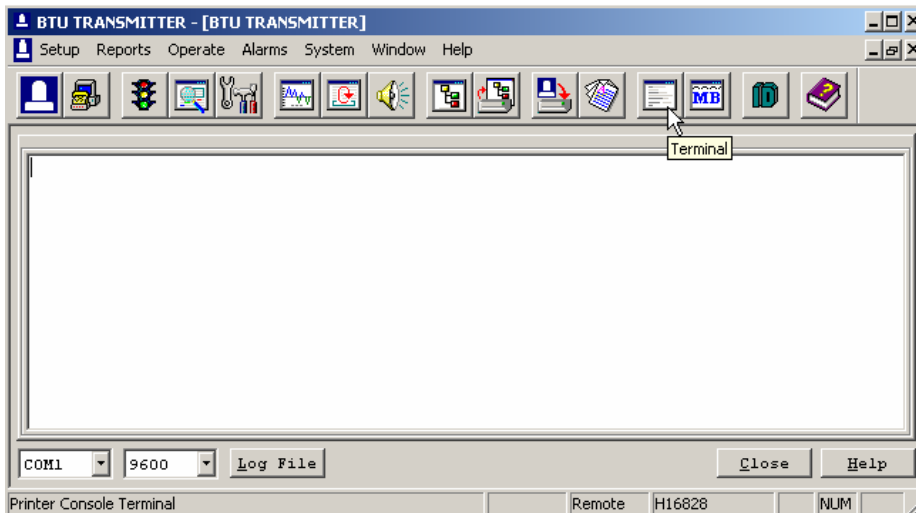 BTU TRANSMITTER - [BTU TRANSMITTER]
Setup Reports Operate Alarms System Window Help
MB
Terminal
COM1 9600 Log File Close Help
Printer Console Terminal Remote H16828 NUM